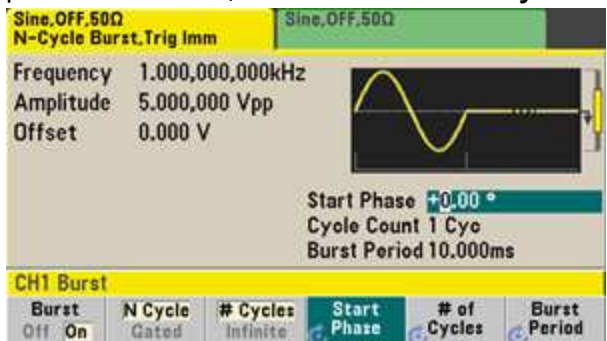 Sine,OFF,50Ω
N-Cycle Burst,Trig Imm
Sine,OFF,50Ω
Frequency 1.000,000,000kHz
Amplitude 5.000,000 Vpp
Offset 0.000 V
Start Phase +0.00 °
Cycle Count 1 Cyc
Burst Period 10.000ms
CH1 Burst
Burst Off On
N Cycle Gated
# Cycles Infinite
Start Phase
# of Cycles
Burst Period